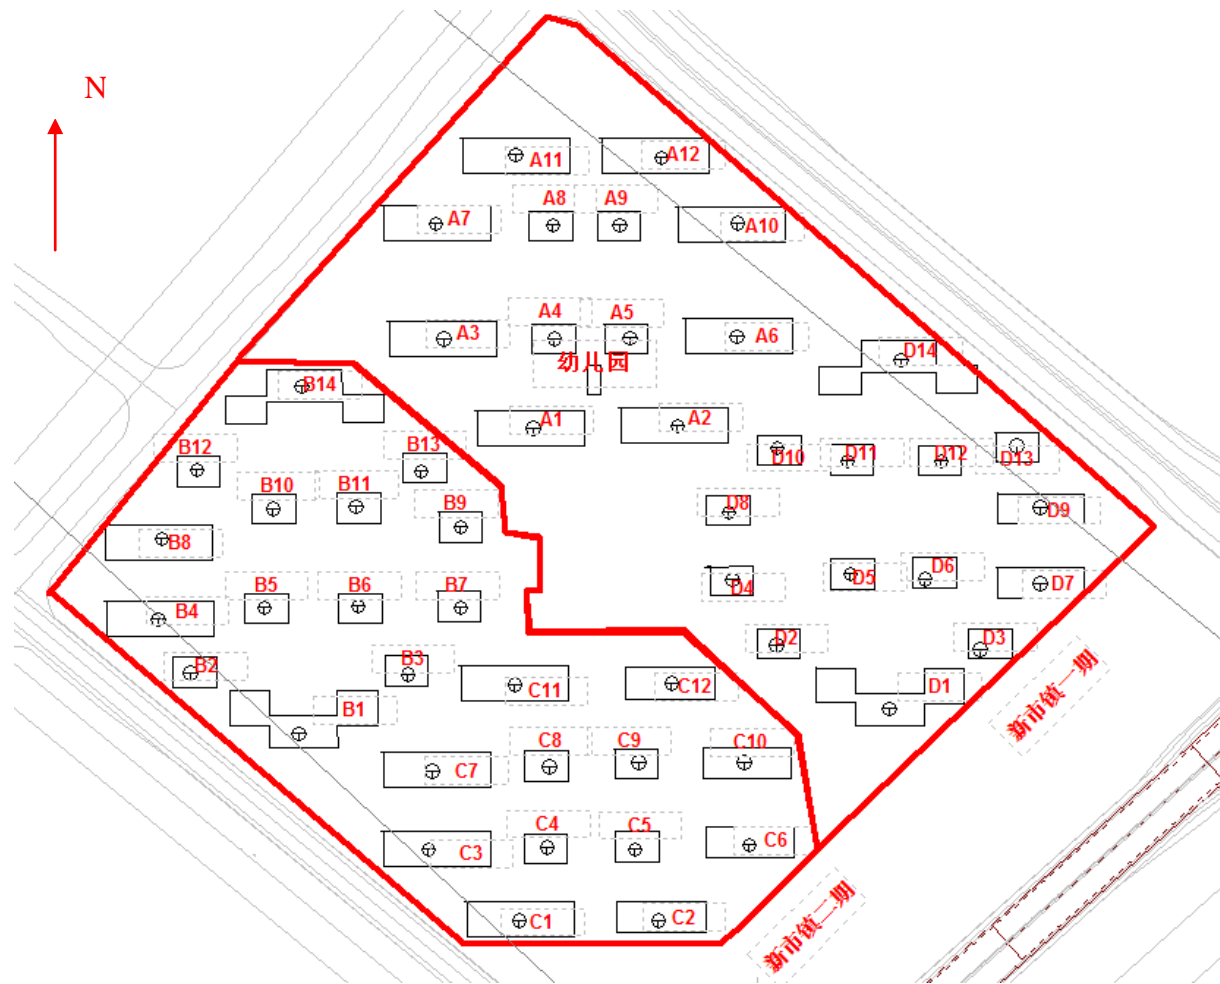 N
A11
A12
A8
A9
A7
A10
A4
A5
A3
A6
幼儿园
D14
B14
A1
A2
B12
B13
D10
D11
D12
D13
B10
B11
B9
D8
D9
B8
B5
B6
B7
D4
D5
D6
D7
B4
B2
B3
D2
D3
C11
C12
D1
B1
新市镇一期
C8
C9
C10
C7
C4
C5
C3
C6
C1
C2
新市镇二期